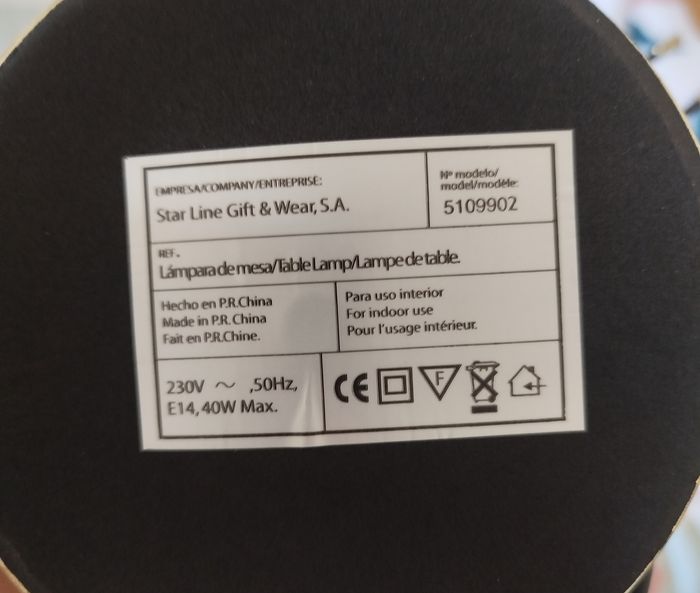 EMPRESA/COMPANY/ENTREPRISE:
Star Line Gift & Wear, S.A.
Nº modelo/
model/modèle:
5109902
REF.
Lámpara de mesa/Table Lamp/Lampe de table.
Hecho en P.R.China
Made in P.R. China
Fait en P.R.Chine.
Para uso interior
For indoor use
Pour l'usage intérieur.
230V ~ ,50Hz,
E14, 40W Max.
CE
F